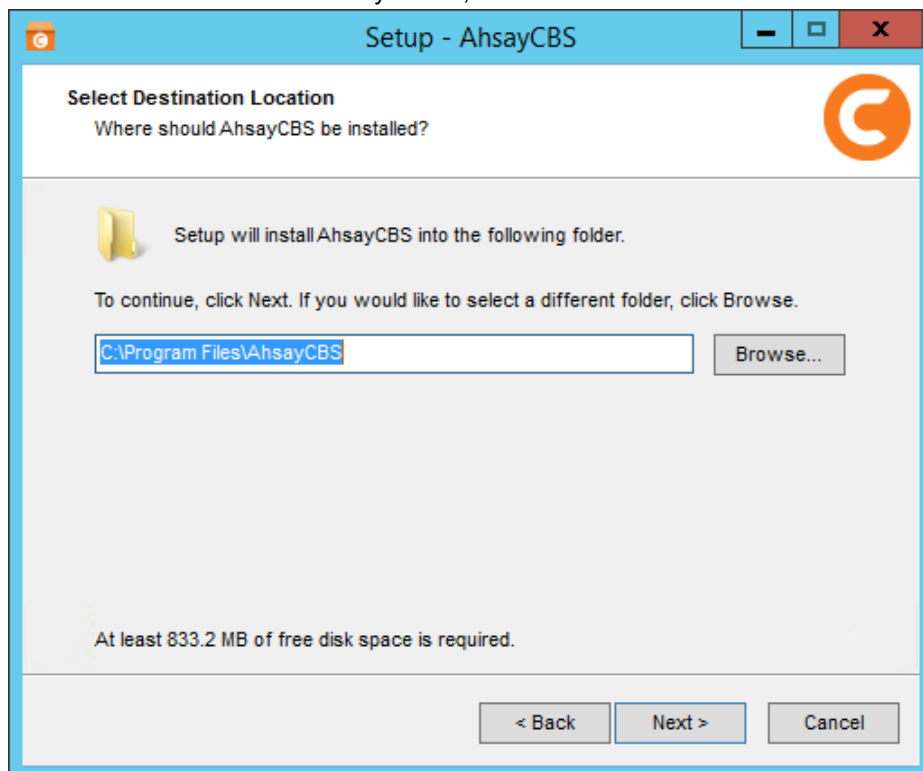 Setup - AhsayCBS
Select Destination Location
Where should AhsayCBS be installed?
Setup will install AhsayCBS into the following folder.
To continue, click Next. If you would like to select a different folder, click Browse.
C:\Program Files\AhsayCBS
Browse...
At least 833.2 MB of free disk space is required.
< Back
Next >
Cancel